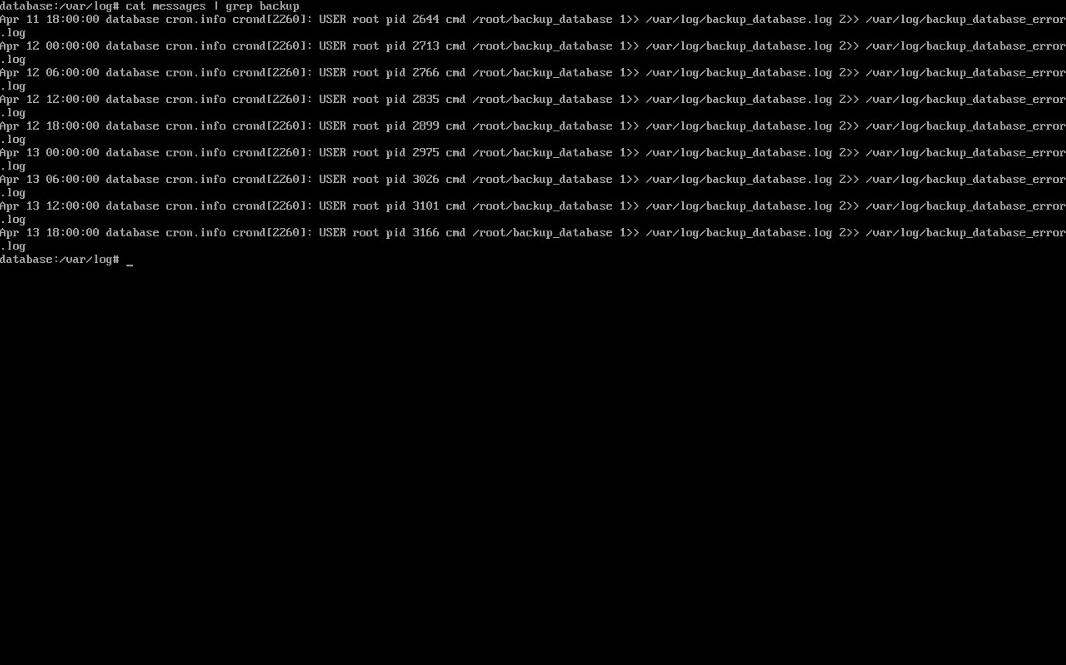 database:/var/log# cat messages | grep backup
Apr 11 18:00:00 database cron.info crond[2260]: USER root pid 2644 cmd /root/backup_database 1>> /var/log/backup_database.log 2>> /var/log/backup_database_error
.log
Apr 12 00:00:00 database cron.info crond[2260]: USER root pid 2713 cmd /root/backup_database 1>> /var/log/backup_database.log 2>> /var/log/backup_database_error
.log
Apr 12 06:00:00 database cron.info crond[2260]: USER root pid 2766 cmd /root/backup_database 1>> /var/log/backup_database.log 2>> /var/log/backup_database_error
.log
Apr 12 12:00:00 database cron.info crond[2260]: USER root pid 2835 cmd /root/backup_database 1>> /var/log/backup_database.log 2>> /var/log/backup_database_error
.log
Apr 12 18:00:00 database cron.info crond[2260]: USER root pid 2899 cmd /root/backup_database 1>> /var/log/backup_database.log 2>> /var/log/backup_database_error
.log
Apr 13 00:00:00 database cron.info crond[2260]: USER root pid 2975 cmd /root/backup_database 1>> /var/log/backup_database.log 2>> /var/log/backup_database_error
.log
Apr 13 06:00:00 database cron.info crond[2260]: USER root pid 3026 cmd /root/backup_database 1>> /var/log/backup_database.log 2>> /var/log/backup_database_error
.log
Apr 13 12:00:00 database cron.info crond[2260]: USER root pid 3101 cmd /root/backup_database 1>> /var/log/backup_database.log 2>> /var/log/backup_database_error
.log
Apr 13 18:00:00 database cron.info crond[2260]: USER root pid 3166 cmd /root/backup_database 1>> /var/log/backup_database.log 2>> /var/log/backup_database_error
.log
database:/var/log# _